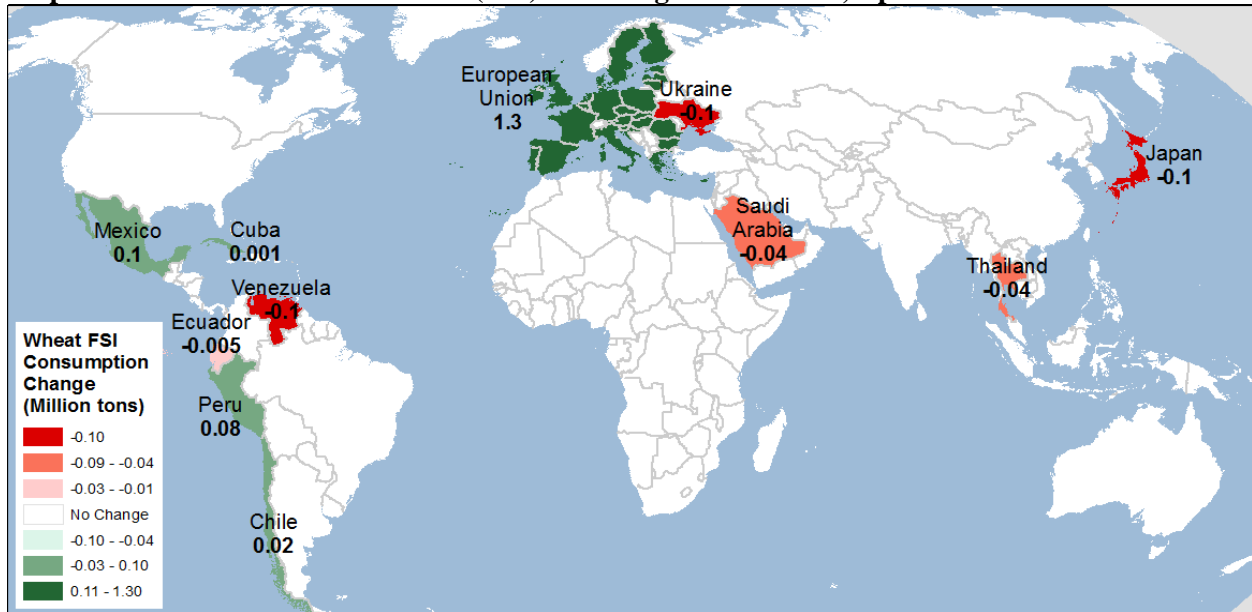 European
Union
1.3
Ukraine
-0.1
Japan
-0.1
Mexico
0.1
Cuba
0.001
Saudi
Arabia
-0.04
Thailand
-0.04
Venezuela
-0.1
Ecuador
-0.005
Peru
0.08
Chile
0.02
Wheat FSI
Consumption
Change
(Million tons)
-0.10
-0.09 - -0.04
-0.03 - -0.01
No Change
-0.10 - -0.04
-0.03 - 0.10
0.11 - 1.30